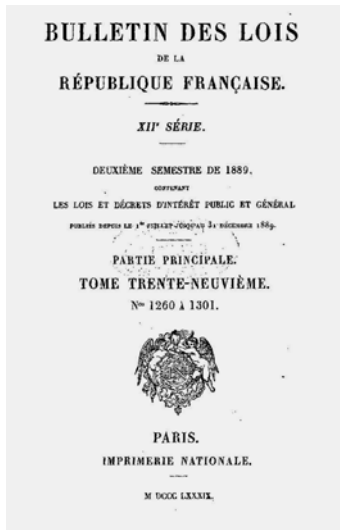 BULLETIN DES LOIS
DE LA
RÉPUBLIQUE FRANÇAISE.
XIIe SÉRIE.
DEUXIÈME SEMESTRE DE 1889,
CONTENANT
LES LOIS ET DÉCRETS D'INTÉRÊT PUBLIC ET GÉNÉRAL
PUBLIÉS DEPUIS LE 1er JUILLET JUSQU'AU 31 DÉCEMBRE 1889.
PARTIE PRINCIPALE.
TOME TRENTE-NEUVIÈME.
Nos 1260 À 1301.
PARIS.
IMPRIMERIE NATIONALE.
M DCCC LXXXIX.